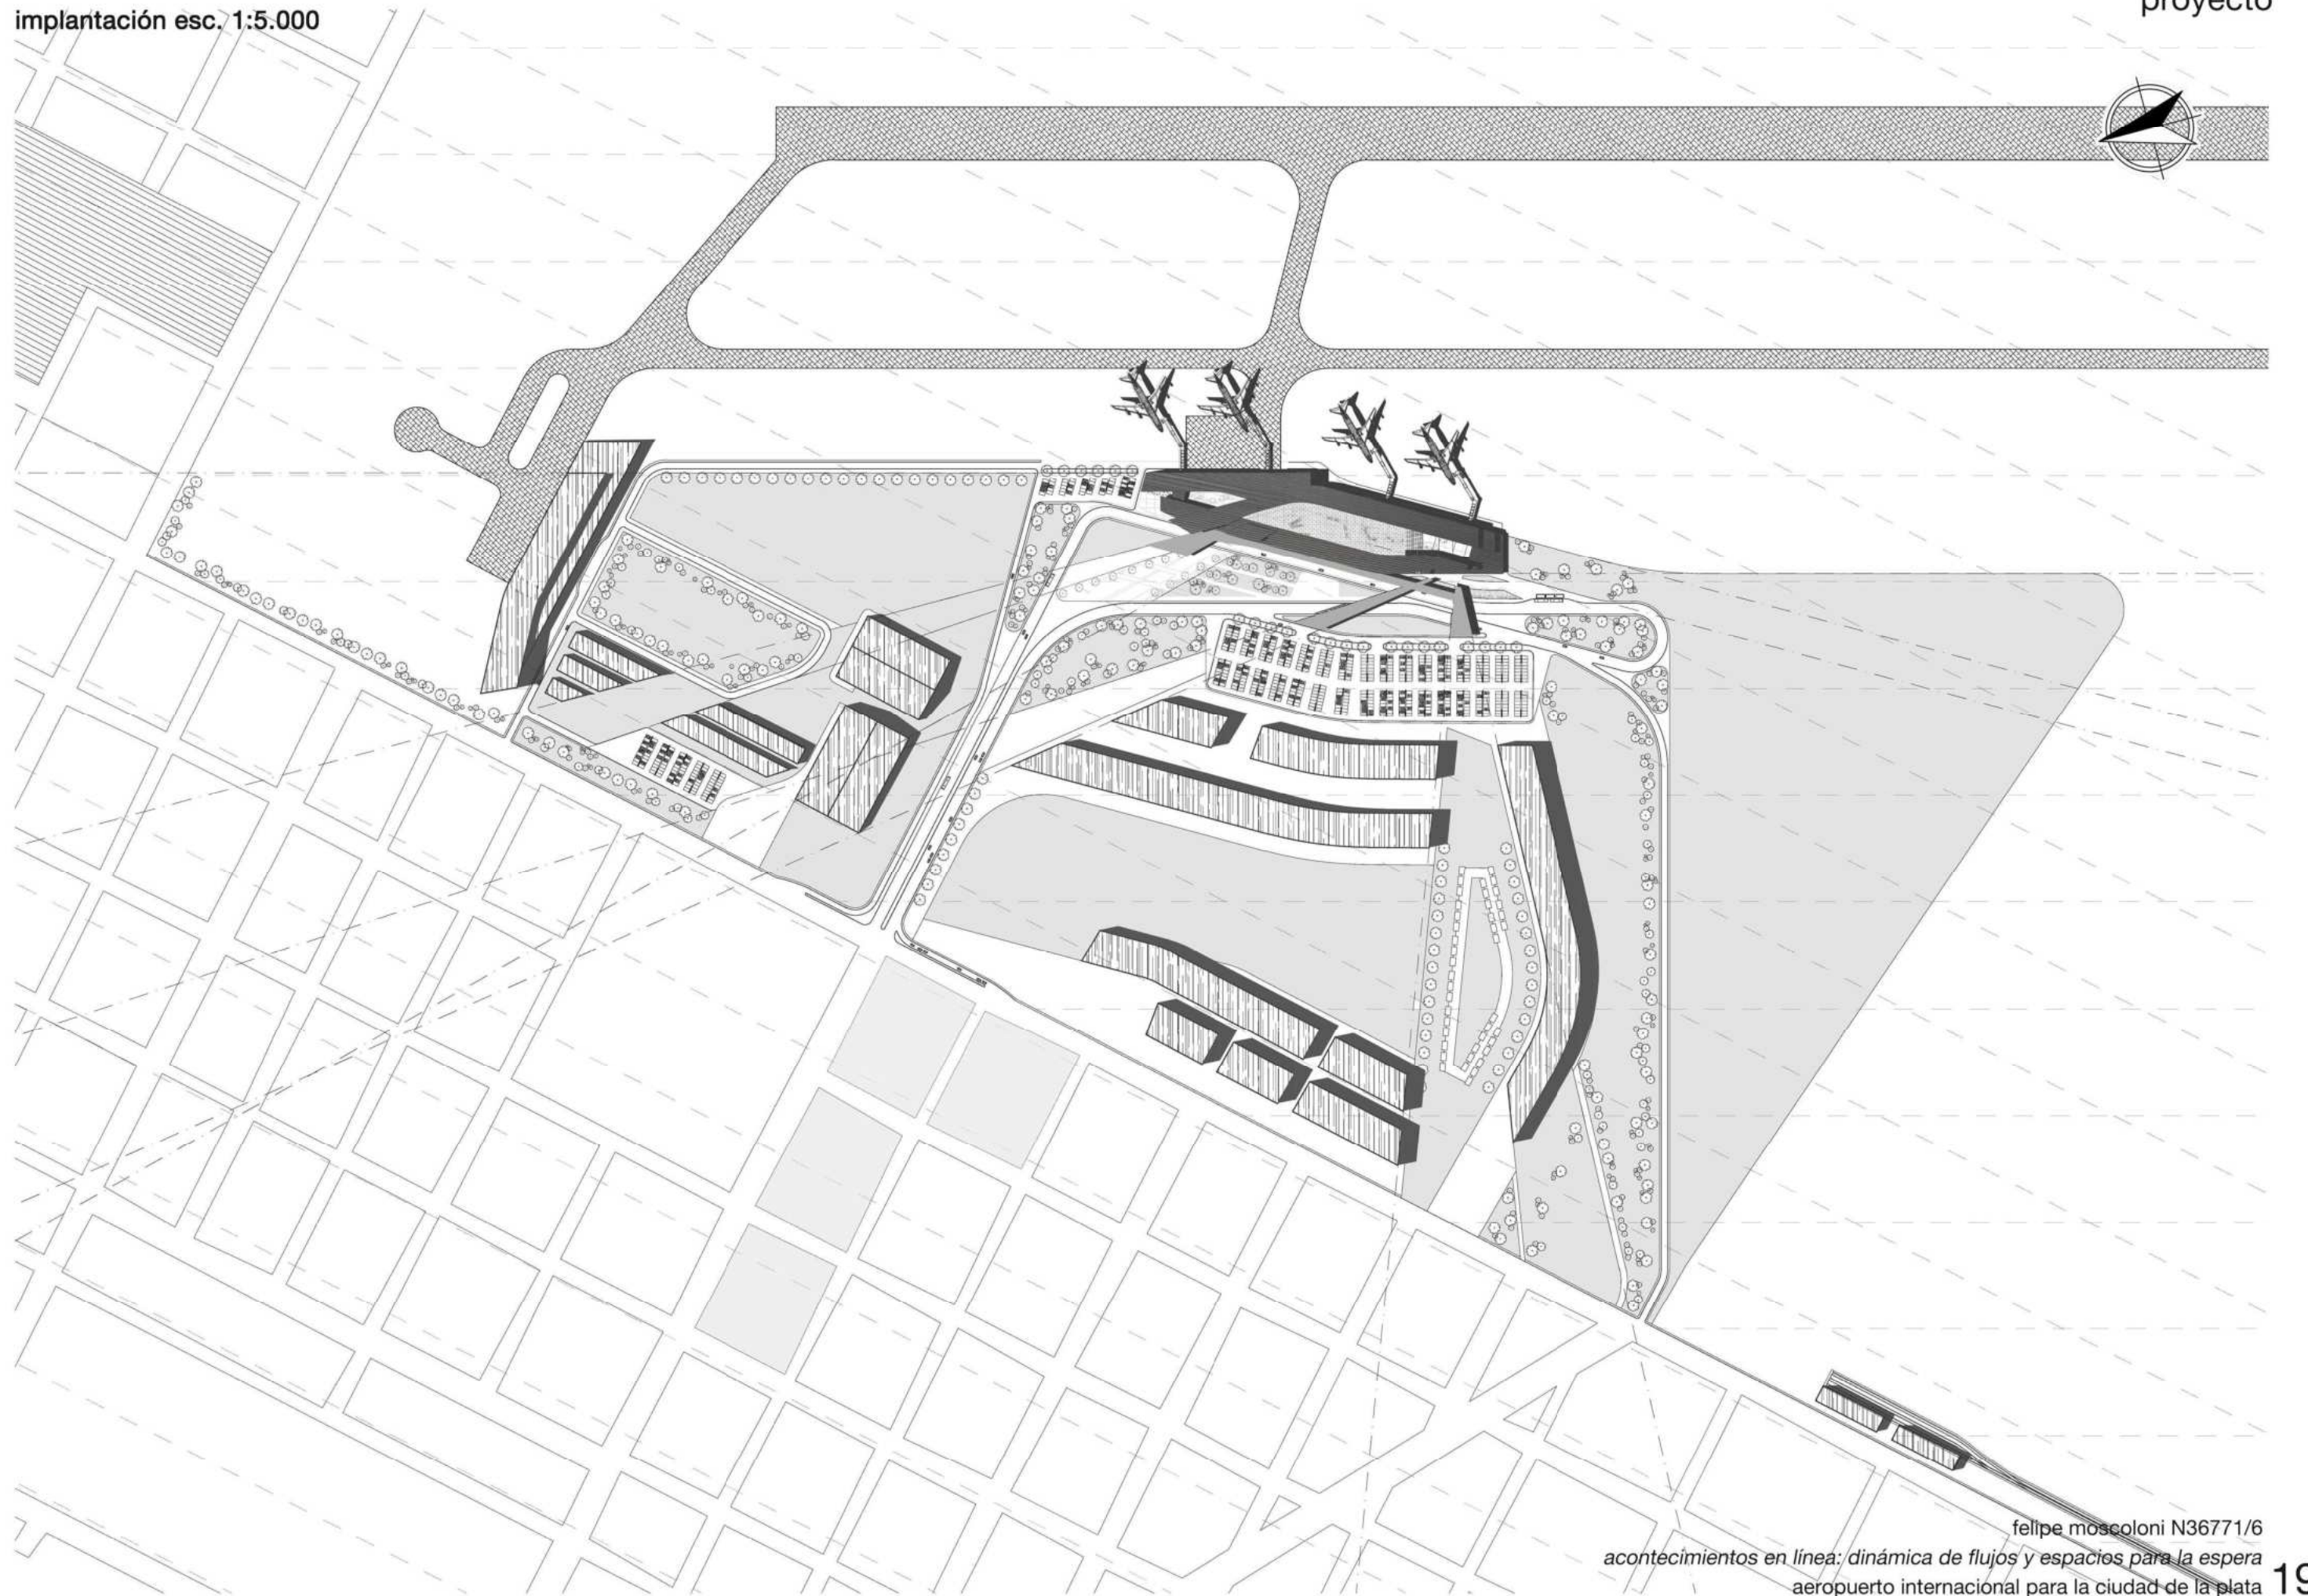 implantación esc. 1:5.000
proyecto
felipe moscoloni N36771/6
acontecimientos en línea: dinámica de flujos y espacios para la espera
aeropuerto internacional para la ciudad de la plata 19